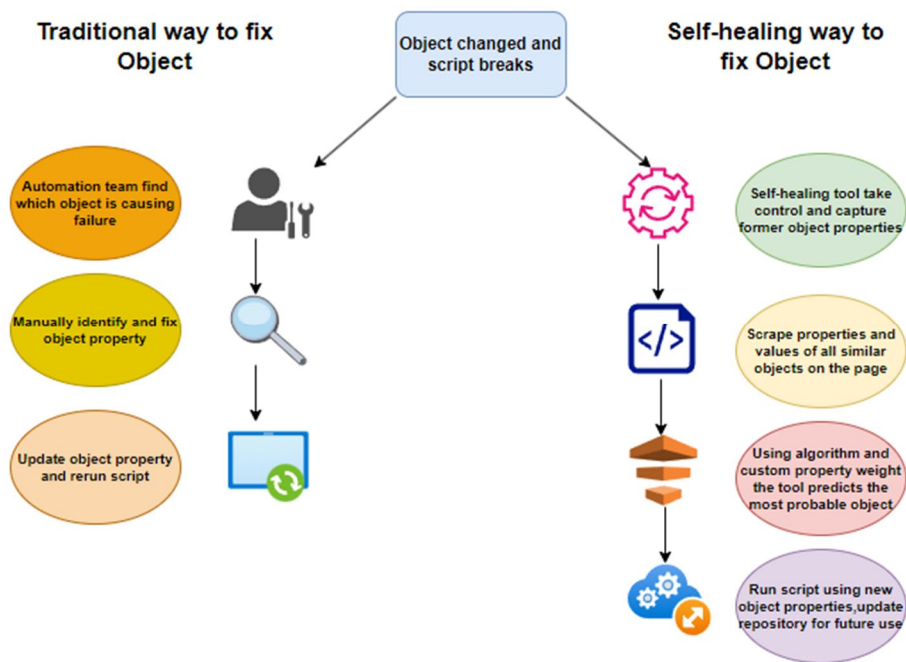 Traditional way to fix
Object
Object changed and
script breaks
Self-healing way to
fix Object
Automation team find
which object is causing
failure
Manually identify and fix
object property
Update object property
and rerun script
Self-healing tool take
control and capture
former object properties
</>
Scrape properties and
values of all similar
objects on the page
Using algorithm and
custom property weight
the tool predicts the
most probable object
Run script using new
object properties,update
repository for future use